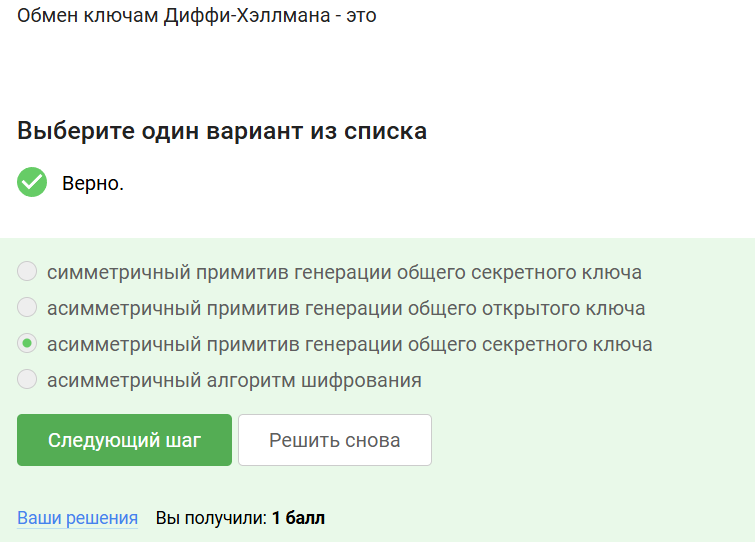 Обмен ключам Диффи-Хэллмана - это
Выберите один вариант из списка
Верно.
симметричный примитив генерации общего секретного ключа
асимметричный примитив генерации общего открытого ключа
асимметричный примитив генерации общего секретного ключа
асимметричный алгоритм шифрования
Следующий шаг Решить снова
Ваши решения Вы получили: 1 балл